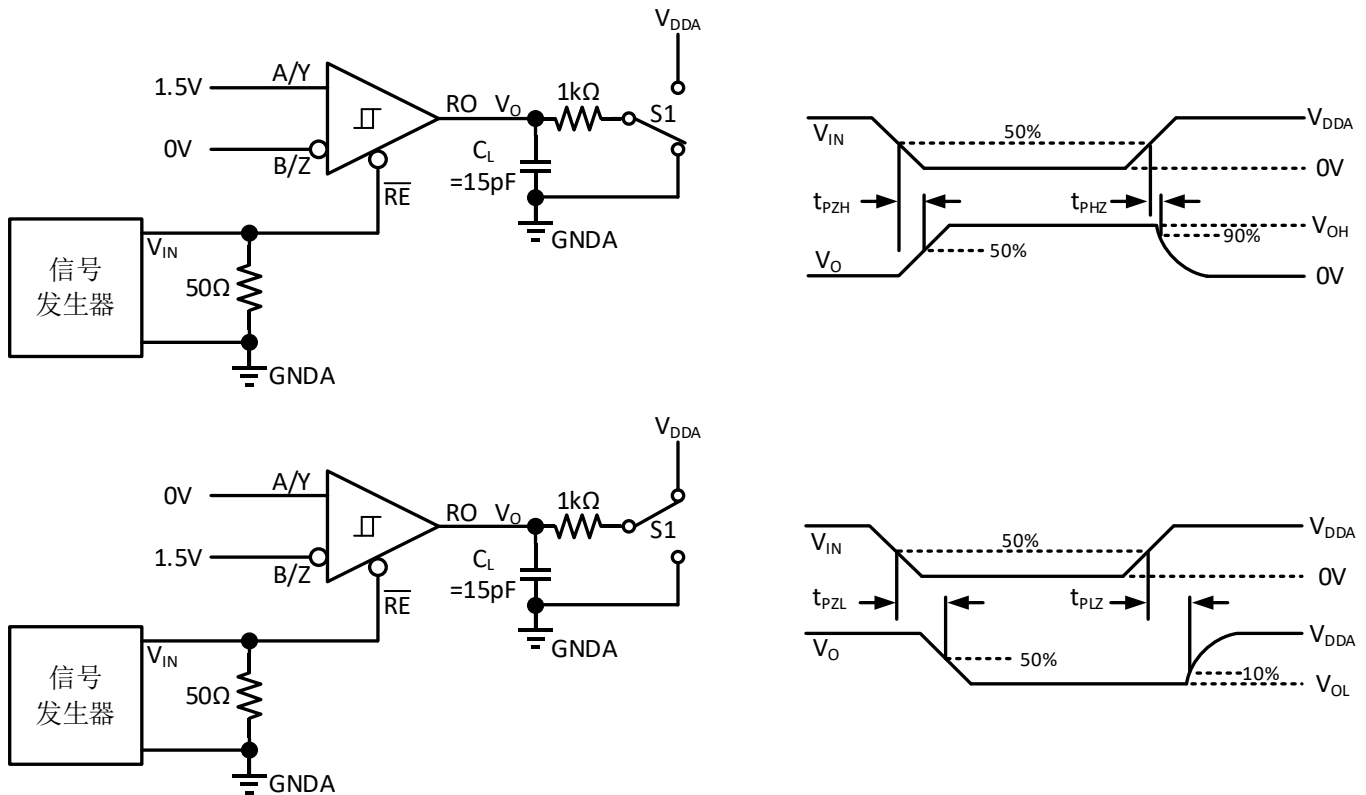 V_DDA
1.5V
A/Y
RO
V_O
1kΩ
S1
0V
B/Z
C_L
=15pF
RE
GNDA
信号
发生器
V_IN
50Ω
GNDA
V_IN
50%
V_DDA
0V
t_PZH
t_PHZ
V_OH
90%
V_O
50%
0V
V_DDA
0V
A/Y
RO
V_O
1kΩ
S1
1.5V
B/Z
C_L
=15pF
RE
GNDA
信号
发生器
V_IN
50Ω
GNDA
V_IN
50%
V_DDA
0V
t_PZL
t_PLZ
V_DDA
V_O
50%
10%
V_OL